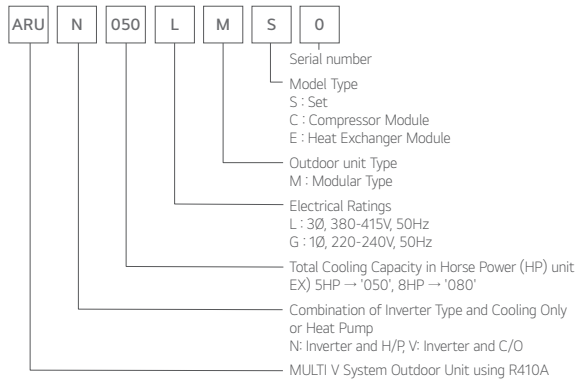 ARU N 050 L M S 0
Serial number
Model Type
S : Set
C : Compressor Module
E : Heat Exchanger Module
Outdoor unit Type
M : Modular Type
Electrical Ratings
L : 3Ø, 380-415V, 50Hz
G : 1Ø, 220-240V, 50Hz
Total Cooling Capacity in Horse Power (HP) unit
EX) 5HP → '050', 8HP → '080'
Combination of Inverter Type and Cooling Only
or Heat Pump
N: Inverter and H/P, V: Inverter and C/O
MULTI V System Outdoor Unit using R410A